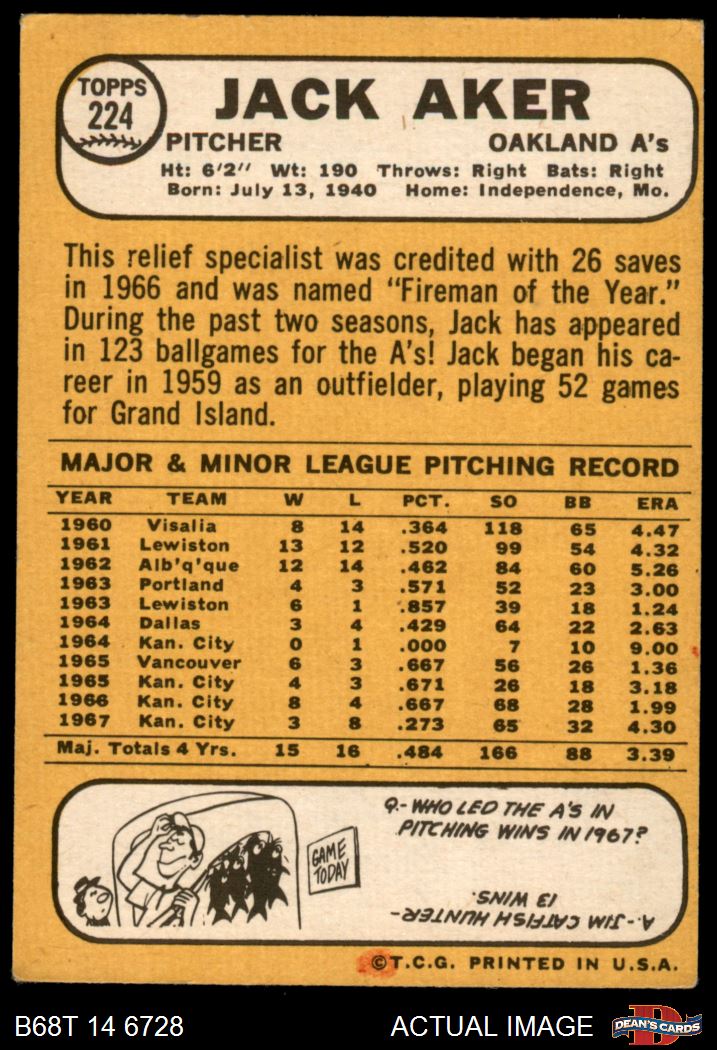 TOPPS
224
JACK AKER
PITCHER OAKLAND A's
Ht: 6'2" Wt: 190 Throws: Right Bats: Right
Born: July 13, 1940 Home: Independence, Mo.
This relief specialist was credited with 26 saves
in 1966 and was named "Fireman of the Year."
During the past two seasons, Jack has appeared
in 123 ballgames for the A's! Jack began his ca-
reer in 1959 as an outfielder, playing 52 games
for Grand Island.
MAJOR & MINOR LEAGUE PITCHING RECORD
YEAR TEAM W L PCT. SO BB ERA
1960 Visalia 8 14 .364 118 65 4.47
1961 Lewiston 13 12 .520 99 54 4.32
1962 Alb'q'que 12 14 .462 84 60 5.26
1963 Portland 4 3 .571 52 23 3.00
1963 Lewiston 6 1 .857 39 18 1.24
1964 Dallas 3 4 .429 64 22 2.63
1964 Kan. City 0 1 .000 7 10 9.00
1965 Vancouver 6 3 .667 56 26 1.36
1965 Kan. City 4 3 .671 26 18 3.18
1966 Kan. City 8 4 .667 68 28 1.99
1967 Kan. City 3 8 .273 65 32 4.30
Maj. Totals 4 Yrs. 15 16 .484 166 88 3.39
GAME
TODAY
Q.- WHO LED THE A'S IN
PITCHING WINS IN 1967?
A.- JIM CATFISH HUNTER-
13 WINS.
©T.C.G. PRINTED IN U.S.A.
B68T 14 6728 ACTUAL IMAGE
D
DEAN'S CARDS